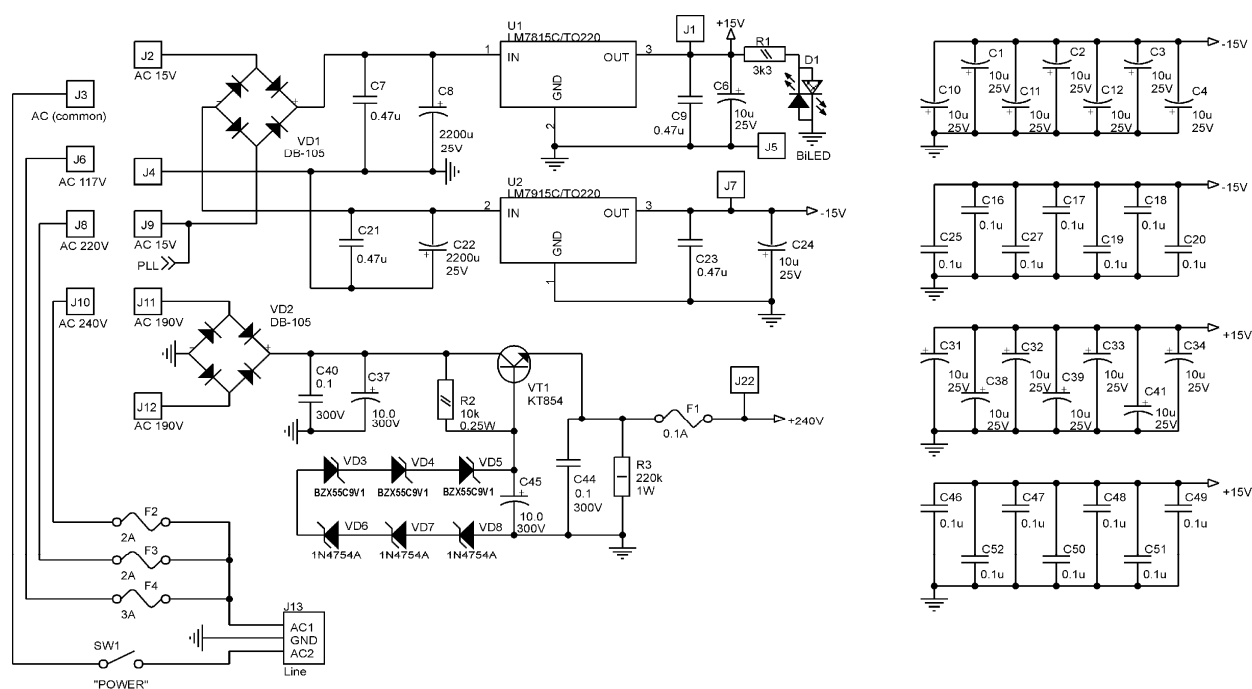 J2
AC 15V
J3
AC (common)
J6
AC 117V
J4
J8
AC 220V
J9
AC 15V
PLL
J10
AC 240V
J11
AC 190V
J12
AC 190V
VD1
DB-105
C7
0.47u
C8
+
2200u
25V
U1
LM7815C/TO220
1
IN
OUT
3
GND
2
J1
+15V
R1
3k3
D1
C9
0.47u
C6
+
10u
25V
J5
BiLED
U2
LM7915C/TO220
2
IN
OUT
3
GND
1
C21
0.47u
C22
2200u
25V
+
J7
-15V
C23
0.47u
C24
10u
25V
+
VD2
DB-105
-
+
C40
0.1
300V
C37
+
10.0
300V
R2
10k
0.25W
VT1
KT854
J22
F1
0.1A
+240V
VD3
BZX55C9V1
VD4
BZX55C9V1
VD5
BZX55C9V1
VD6
1N4754A
VD7
1N4754A
VD8
1N4754A
C45
+
10.0
300V
C44
0.1
300V
R3
220k
1W
F2
2A
F3
2A
F4
3A
J13
AC1
GND
AC2
Line
SW1
"POWER"
-15V
C1
10u
25V
C2
10u
25V
C3
10u
25V
C10
10u
25V
C11
10u
25V
C12
10u
25V
C4
10u
25V
-15V
C16
0.1u
C17
0.1u
C18
0.1u
C25
0.1u
C27
0.1u
C19
0.1u
C20
0.1u
+15V
C31
10u
25V
C32
10u
25V
C33
10u
25V
C34
10u
25V
C38
10u
25V
C39
10u
25V
C41
10u
25V
+15V
C46
0.1u
C47
0.1u
C48
0.1u
C49
0.1u
C52
0.1u
C50
0.1u
C51
0.1u